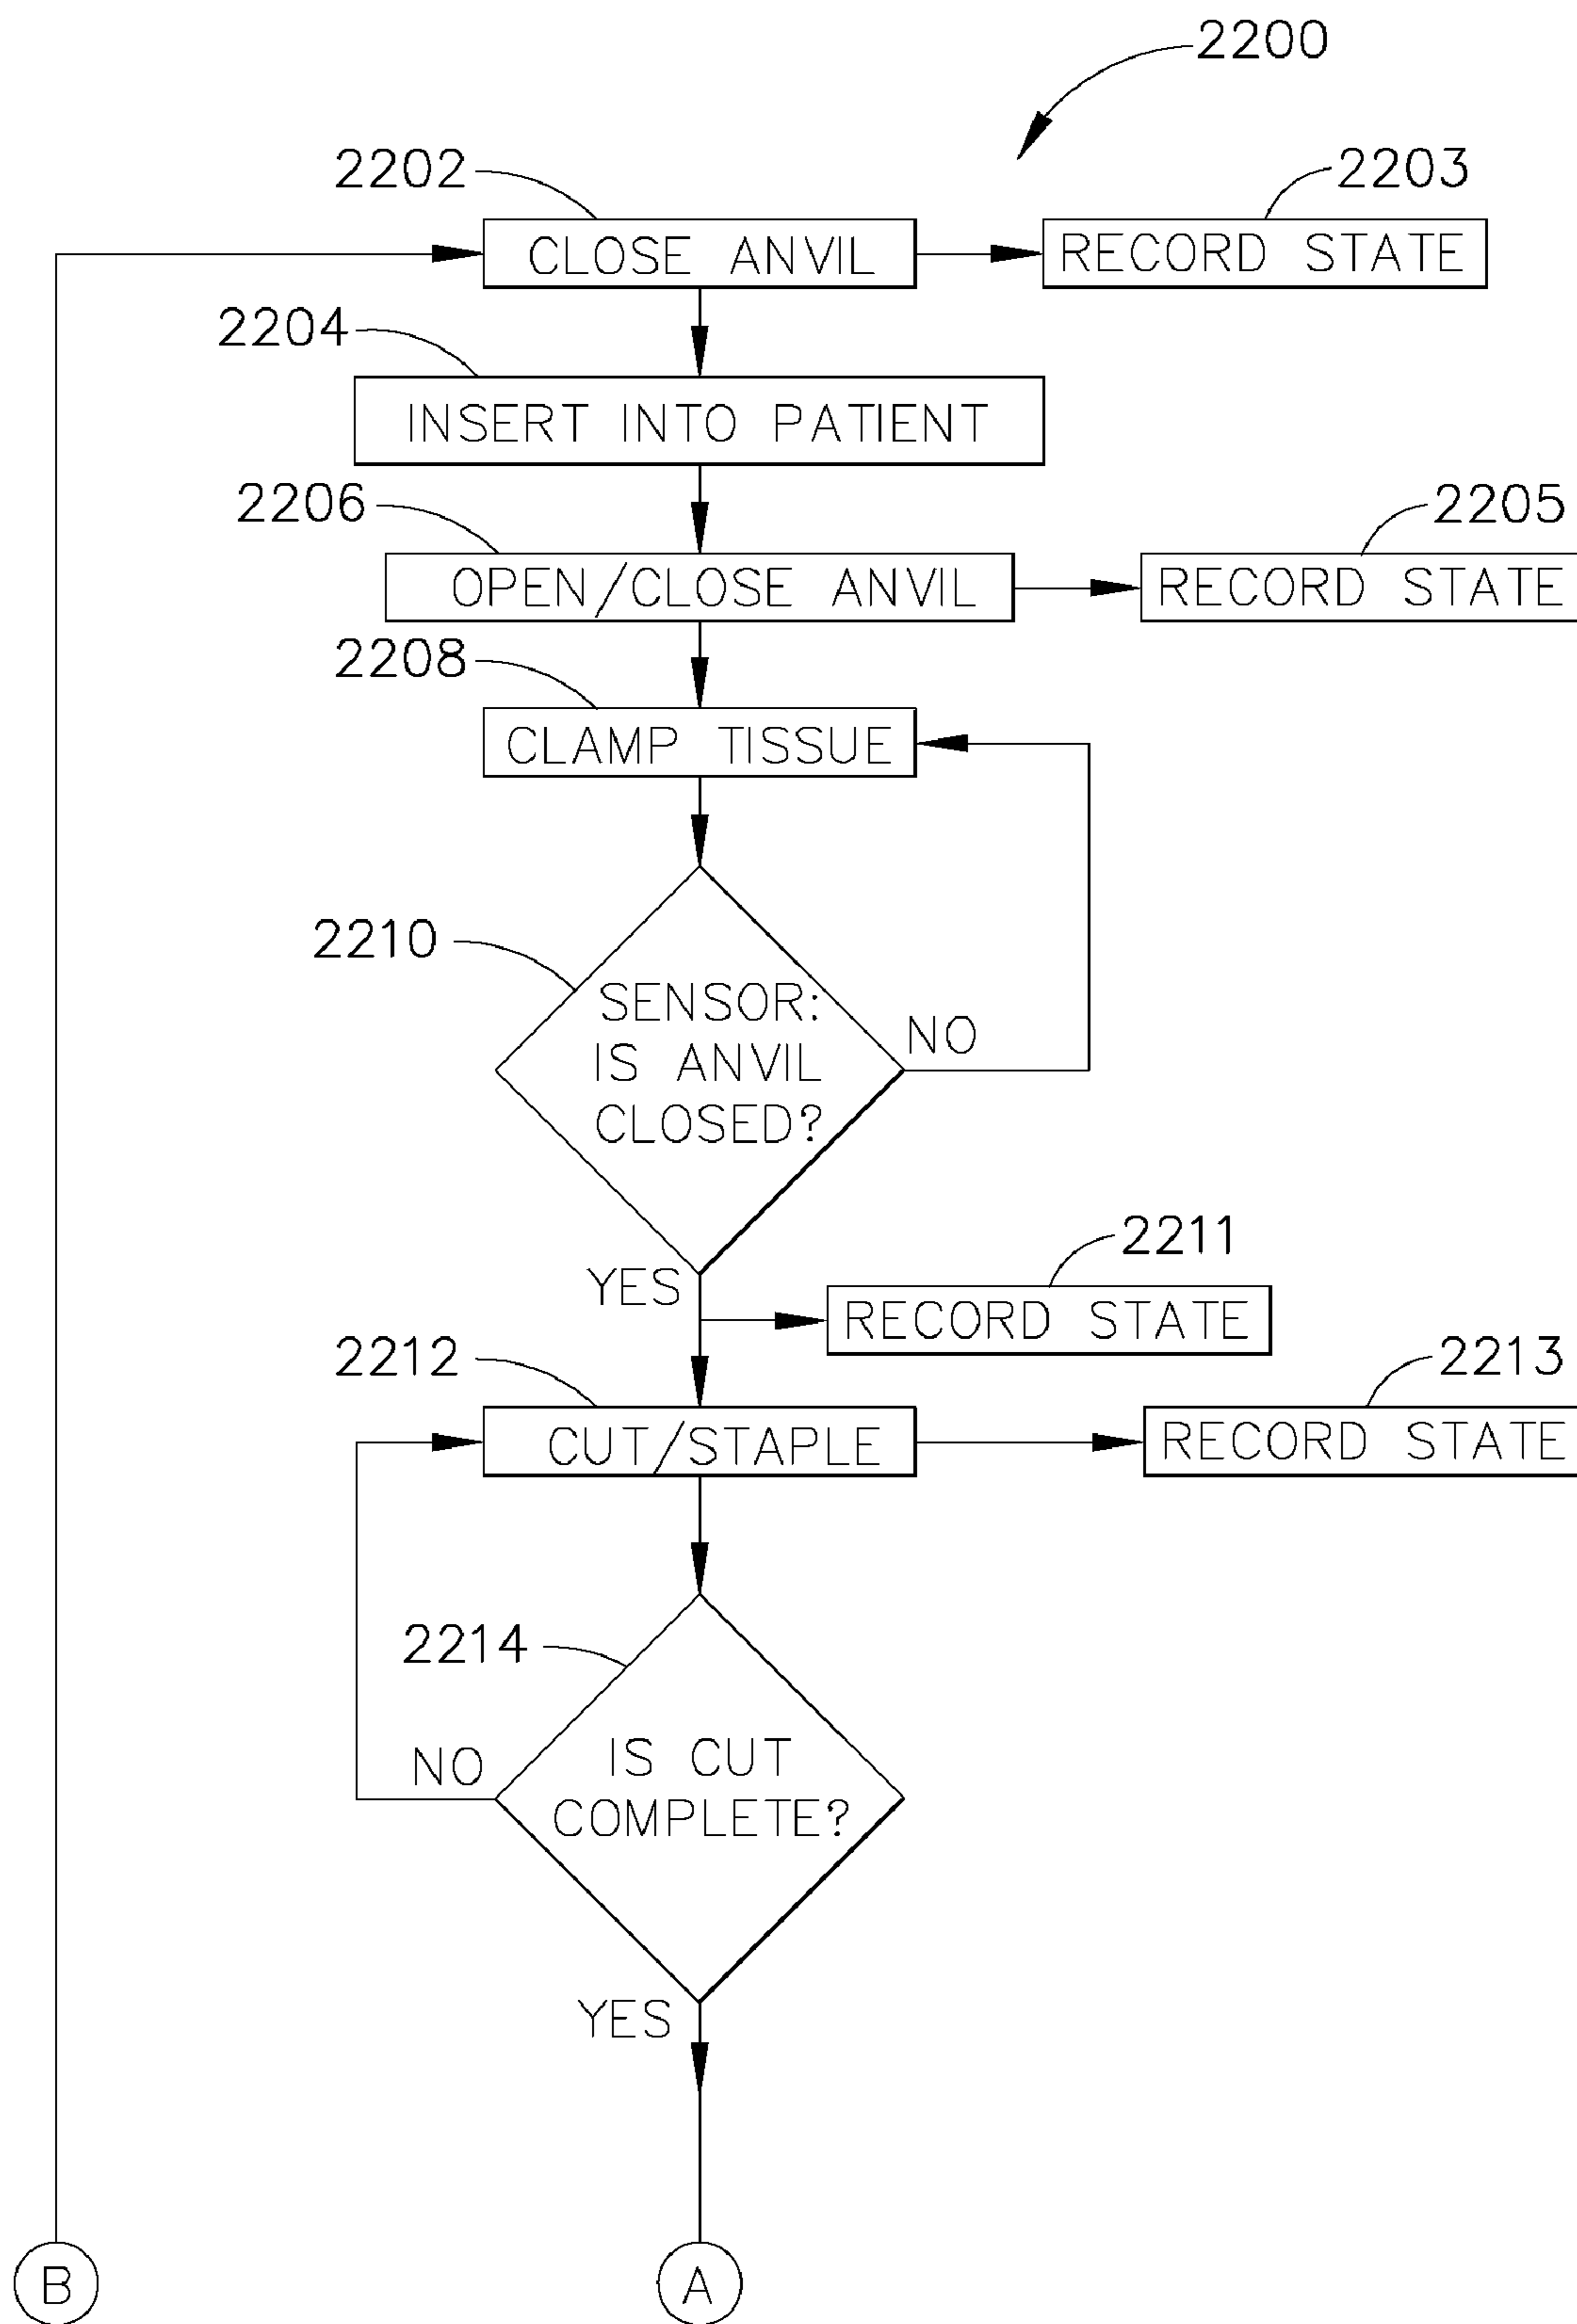 2200
2202
2203
CLOSE ANVIL
RECORD STATE
2204
INSERT INTO PATIENT
2206
2205
OPEN/CLOSE ANVIL
RECORD STATE
2208
CLAMP TISSUE
2210
SENSOR:
IS ANVIL
CLOSED?
NO
YES
2211
RECORD STATE
2212
2213
CUT/STAPLE
RECORD STATE
2214
IS CUT
COMPLETE?
NO
YES
B
A